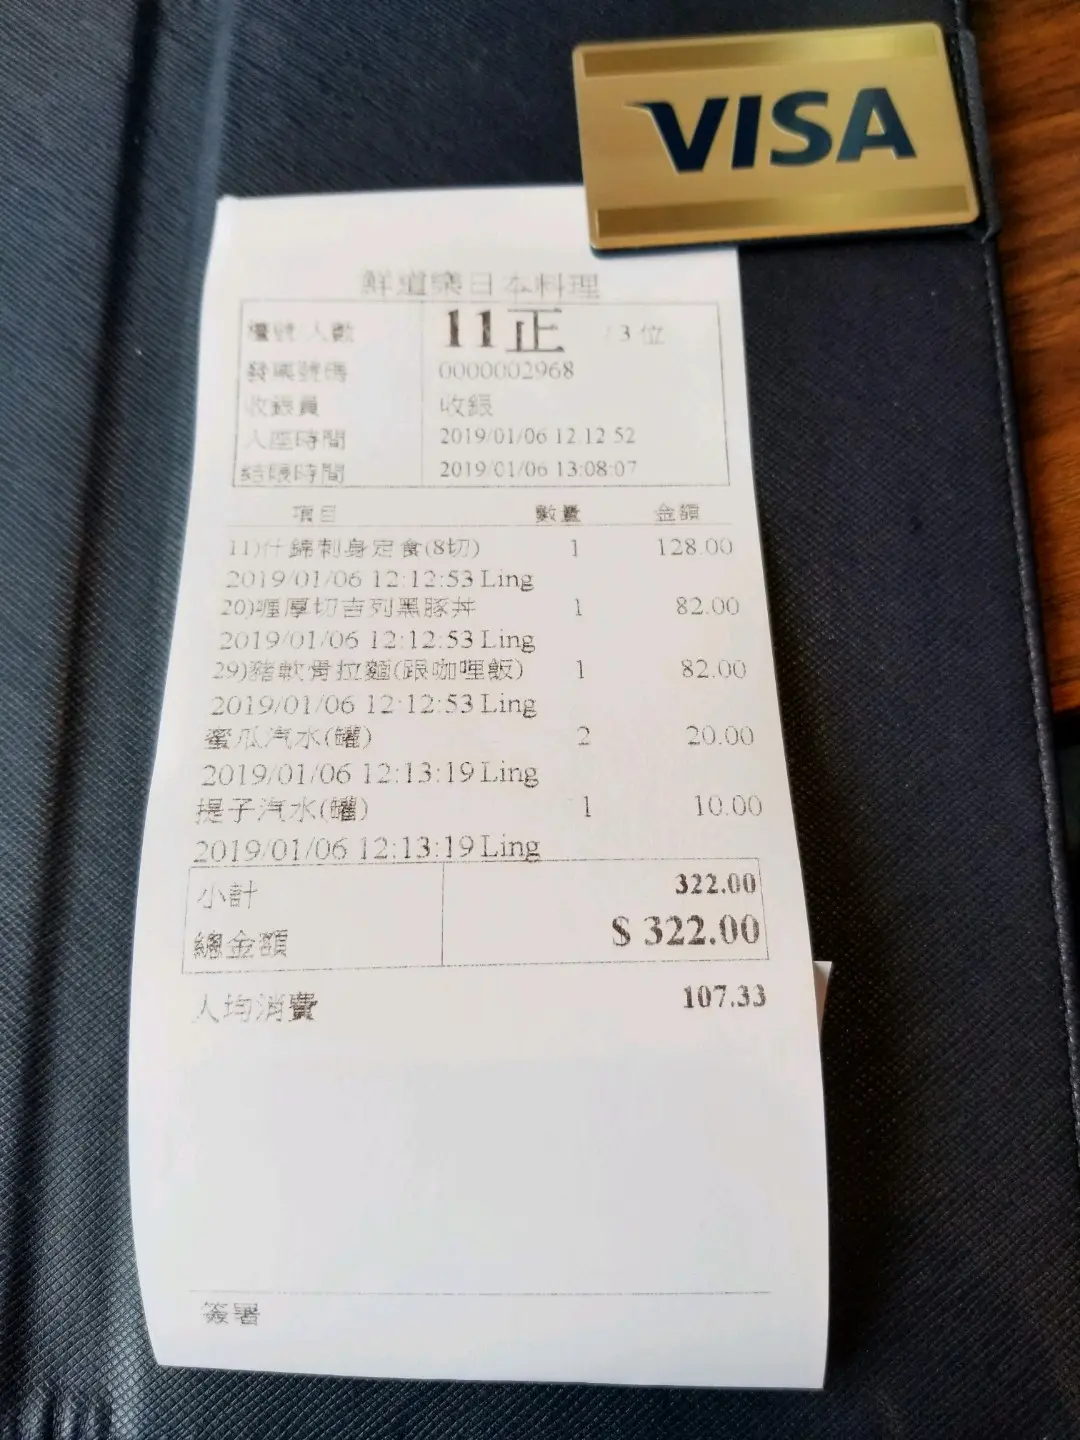 VISA
鮮道樂日本料理
檯號 人數 11正 / 3 位
發票號碼 0000002968
收銀員 收銀
入座時間 2019/01/06 12:12:52
結賬時間 2019/01/06 13:08:07
項目 數量 金額
11)什錦刺身定食(8切) 1 128.00
2019/01/06 12:12:53 Ling
20)厚切吉列黑豚丼 1 82.00
2019/01/06 12:12:53 Ling
29)豬軟骨拉麵(跟咖喱飯) 1 82.00
2019/01/06 12:12:53 Ling
蜜瓜汽水(罐) 2 20.00
2019/01/06 12:13:19 Ling
提子汽水(罐) 1 10.00
2019/01/06 12:13:19 Ling
小計 322.00
總金額 $ 322.00
人均消費 107.33
簽署